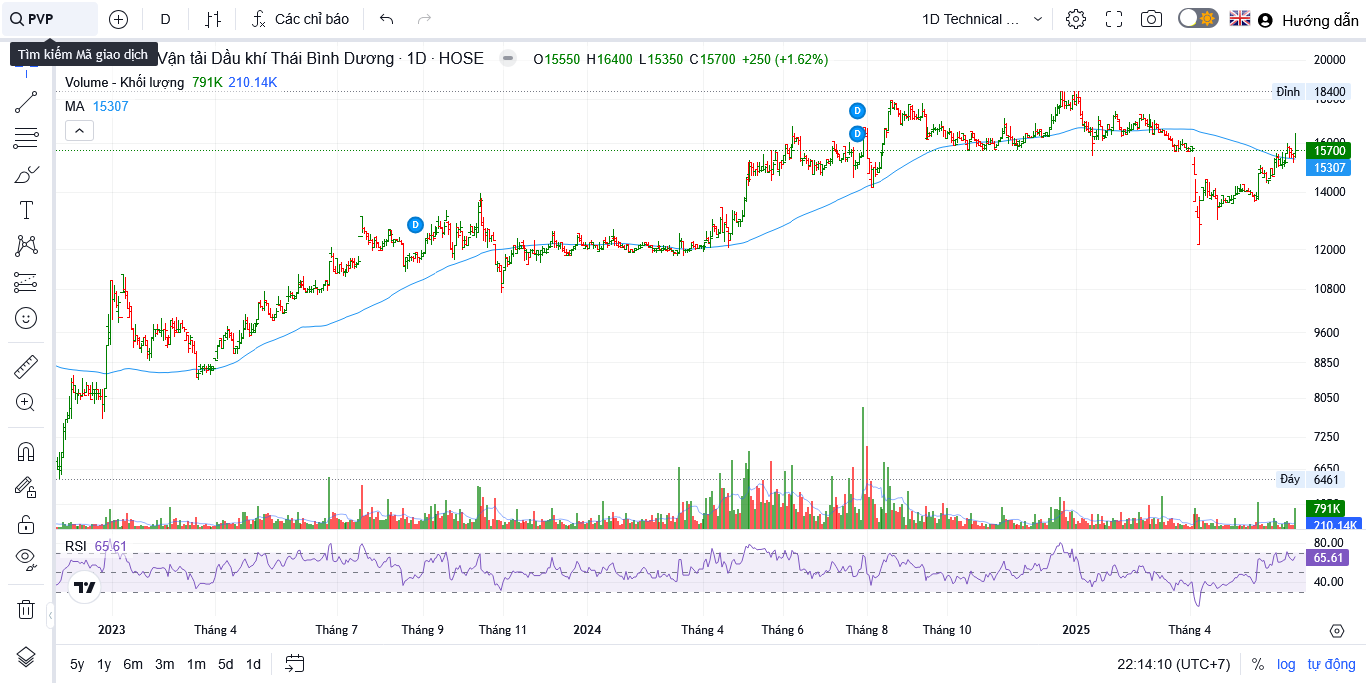 PVP
D
Các chỉ báo
1D Technical ...
Hướng dẫn
Tìm kiếm Mã giao dịch
Vận tải Dầu khí Thái Bình Dương · 1D · HOSE
O15550 H16400 L15350 C15700 +250 (+1.62%)
Volume - Khối lượng 791K 210.14K
MA 15307
20000
Đỉnh 18400
18000
16000
15700
15307
14000
12000
10800
9600
8850
8050
7250
6650
Đáy 6461
791K
210.14K
D
D
D
RSI 65.61
80.00
65.61
40.00
2023 Tháng 4 Tháng 7 Tháng 9 Tháng 11 2024 Tháng 4 Tháng 6 Tháng 8 Tháng 10 2025 Tháng 4
5y 1y 6m 3m 1m 5d 1d
22:14:10 (UTC+7) % log tự động